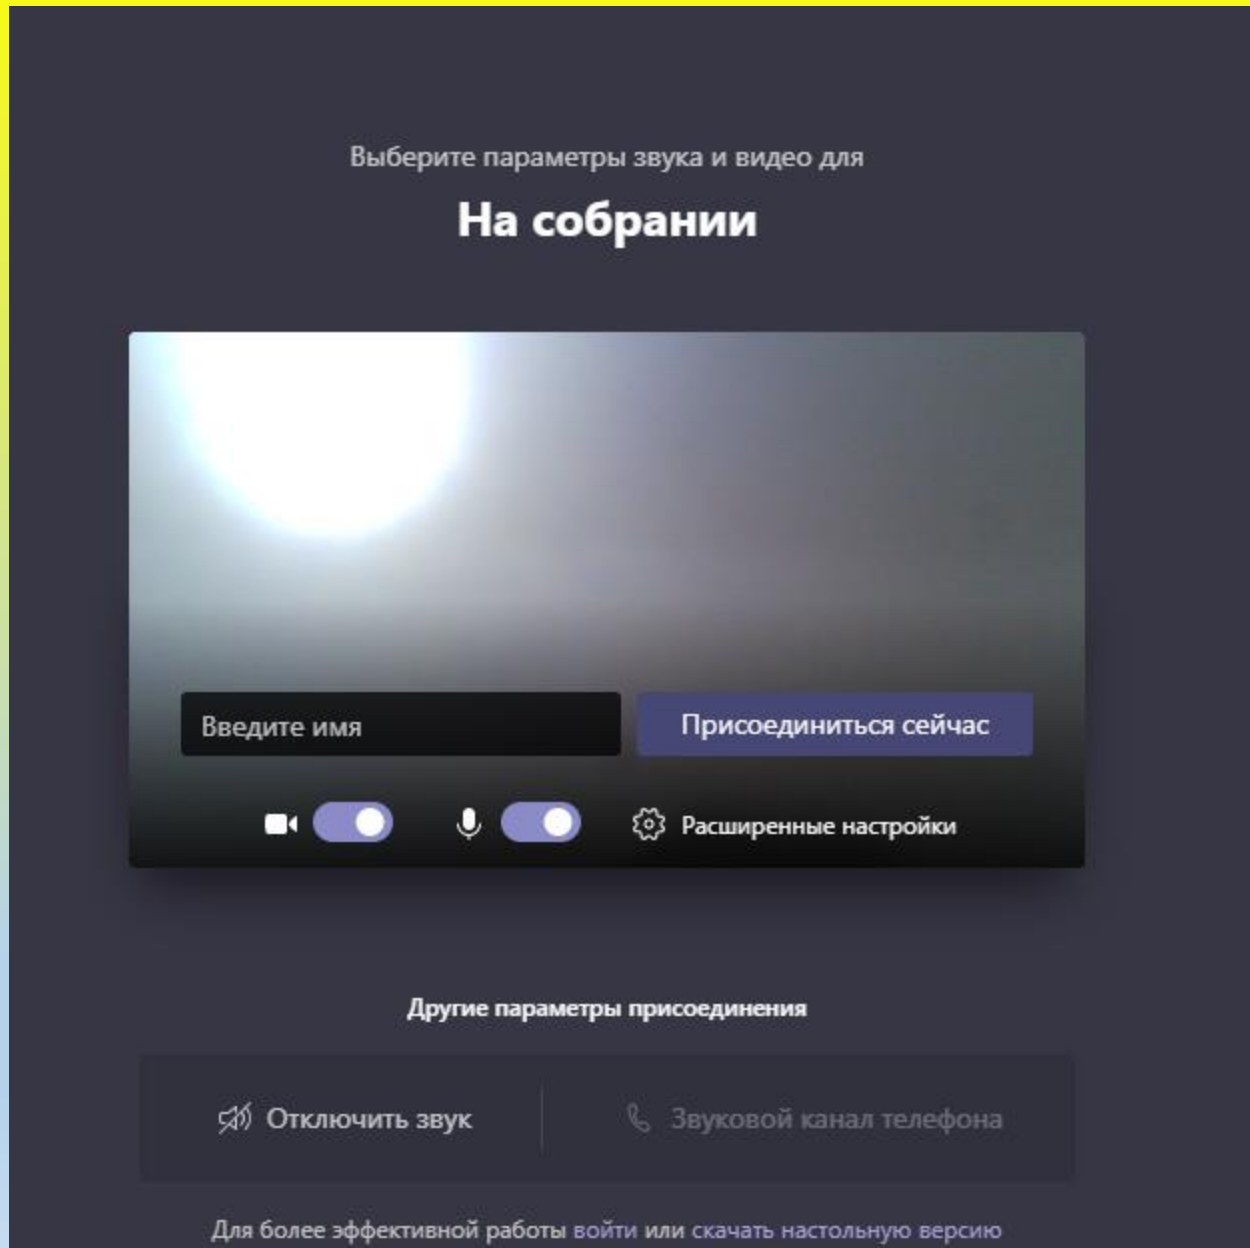 Выберите параметры звука и видео для
На собрании
Введите имя
Присоединиться сейчас
Расширенные настройки
Другие параметры присоединения
Отключить звук
Звуковой канал телефона
Для более эффективной работы войти или скачать настольную версию